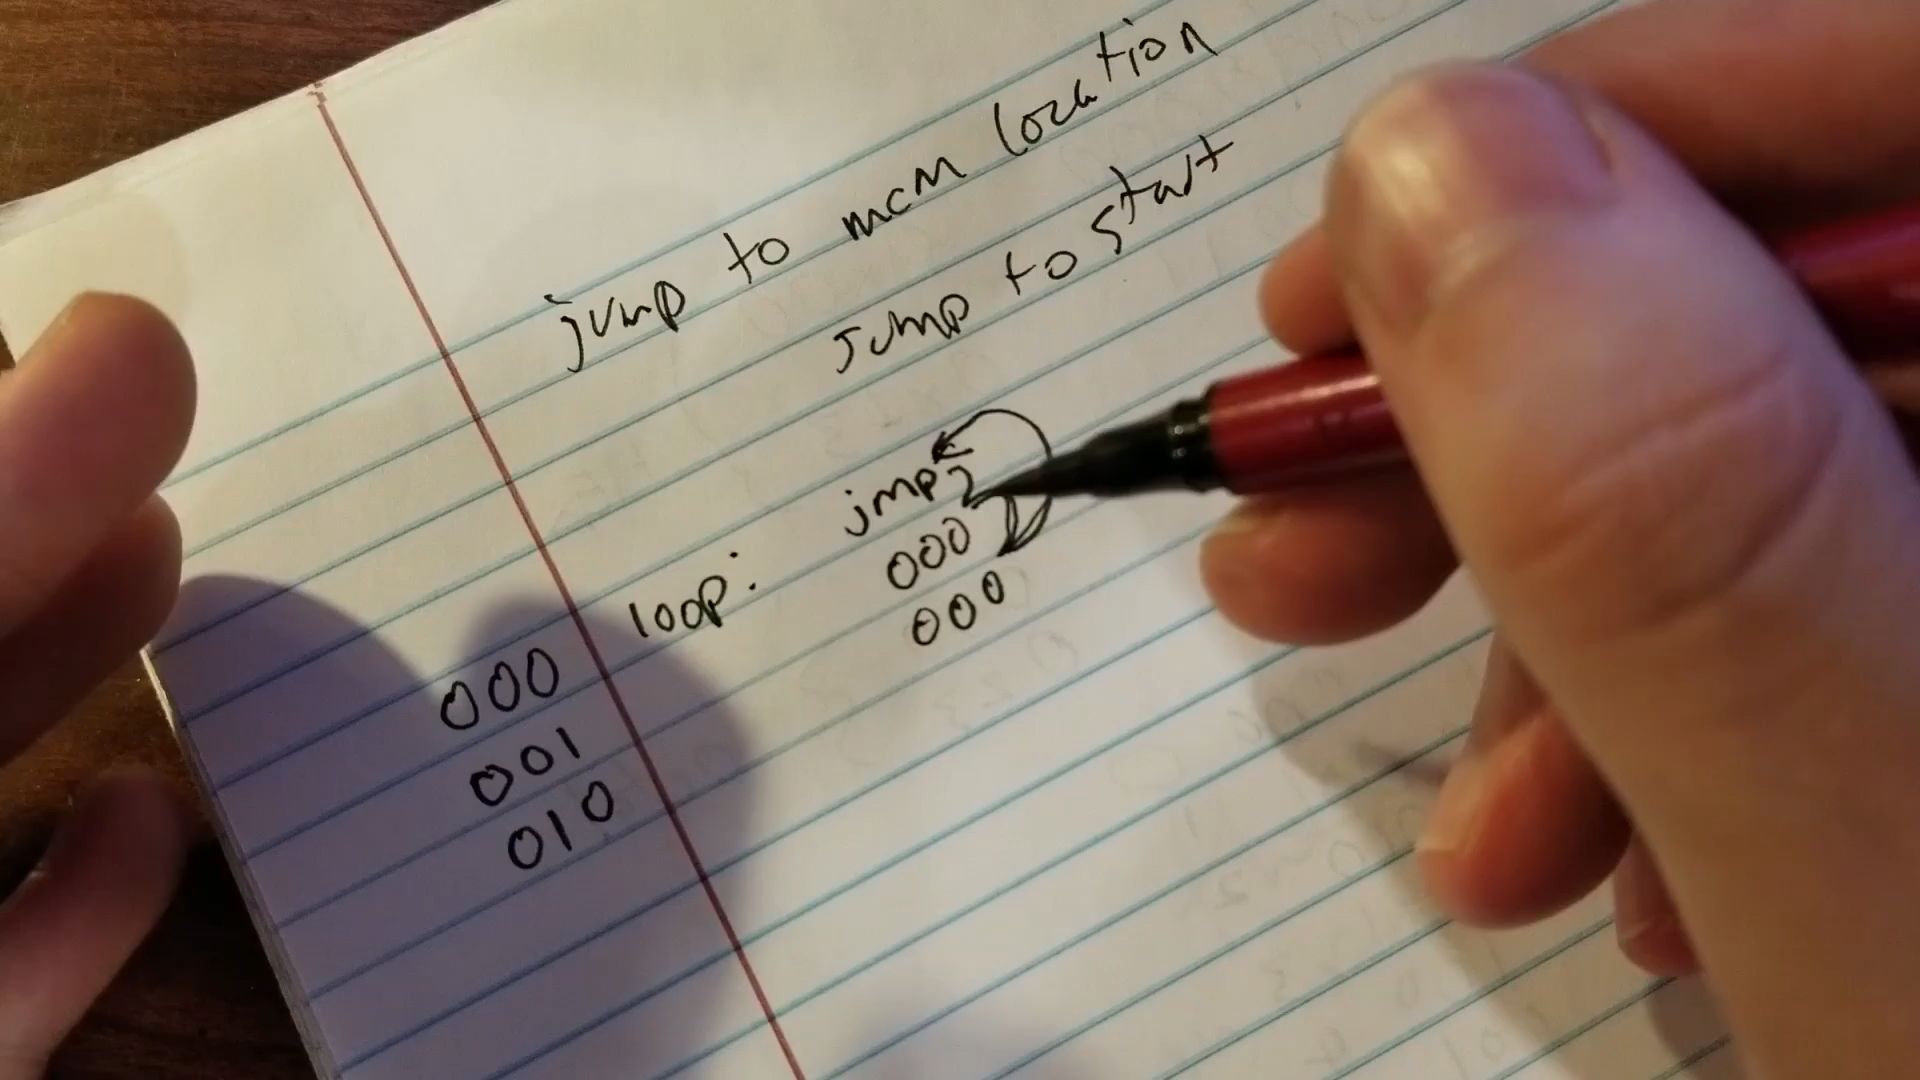 jump to mem location
jump to start
jmp
loop: 000
000
000
001
010